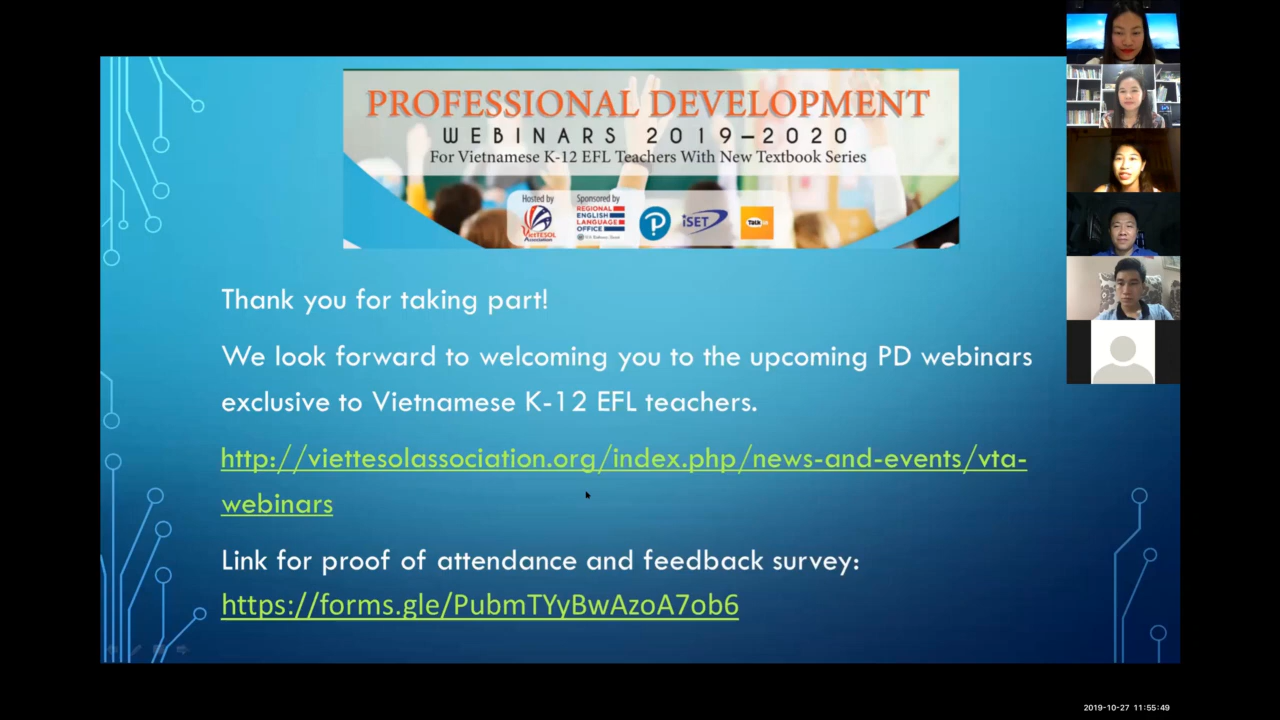 PROFESSIONAL DEVELOPMENT
WEBINARS 2019–2020
For Vietnamese K-12 EFL Teachers With New Textbook Series
Hosted by
Sponsored by
VietTESOL
Association
REGIONAL
ENGLISH
LANGUAGE
OFFICE
iSET
Thank you for taking part!
We look forward to welcoming you to the upcoming PD webinars
exclusive to Vietnamese K-12 EFL teachers.
http://viettesolassociation.org/index.php/news-and-events/vta-
webinars
Link for proof of attendance and feedback survey:
https://forms.gle/PubmTYyBwAzoA7ob6
2019-10-27 11:55:49